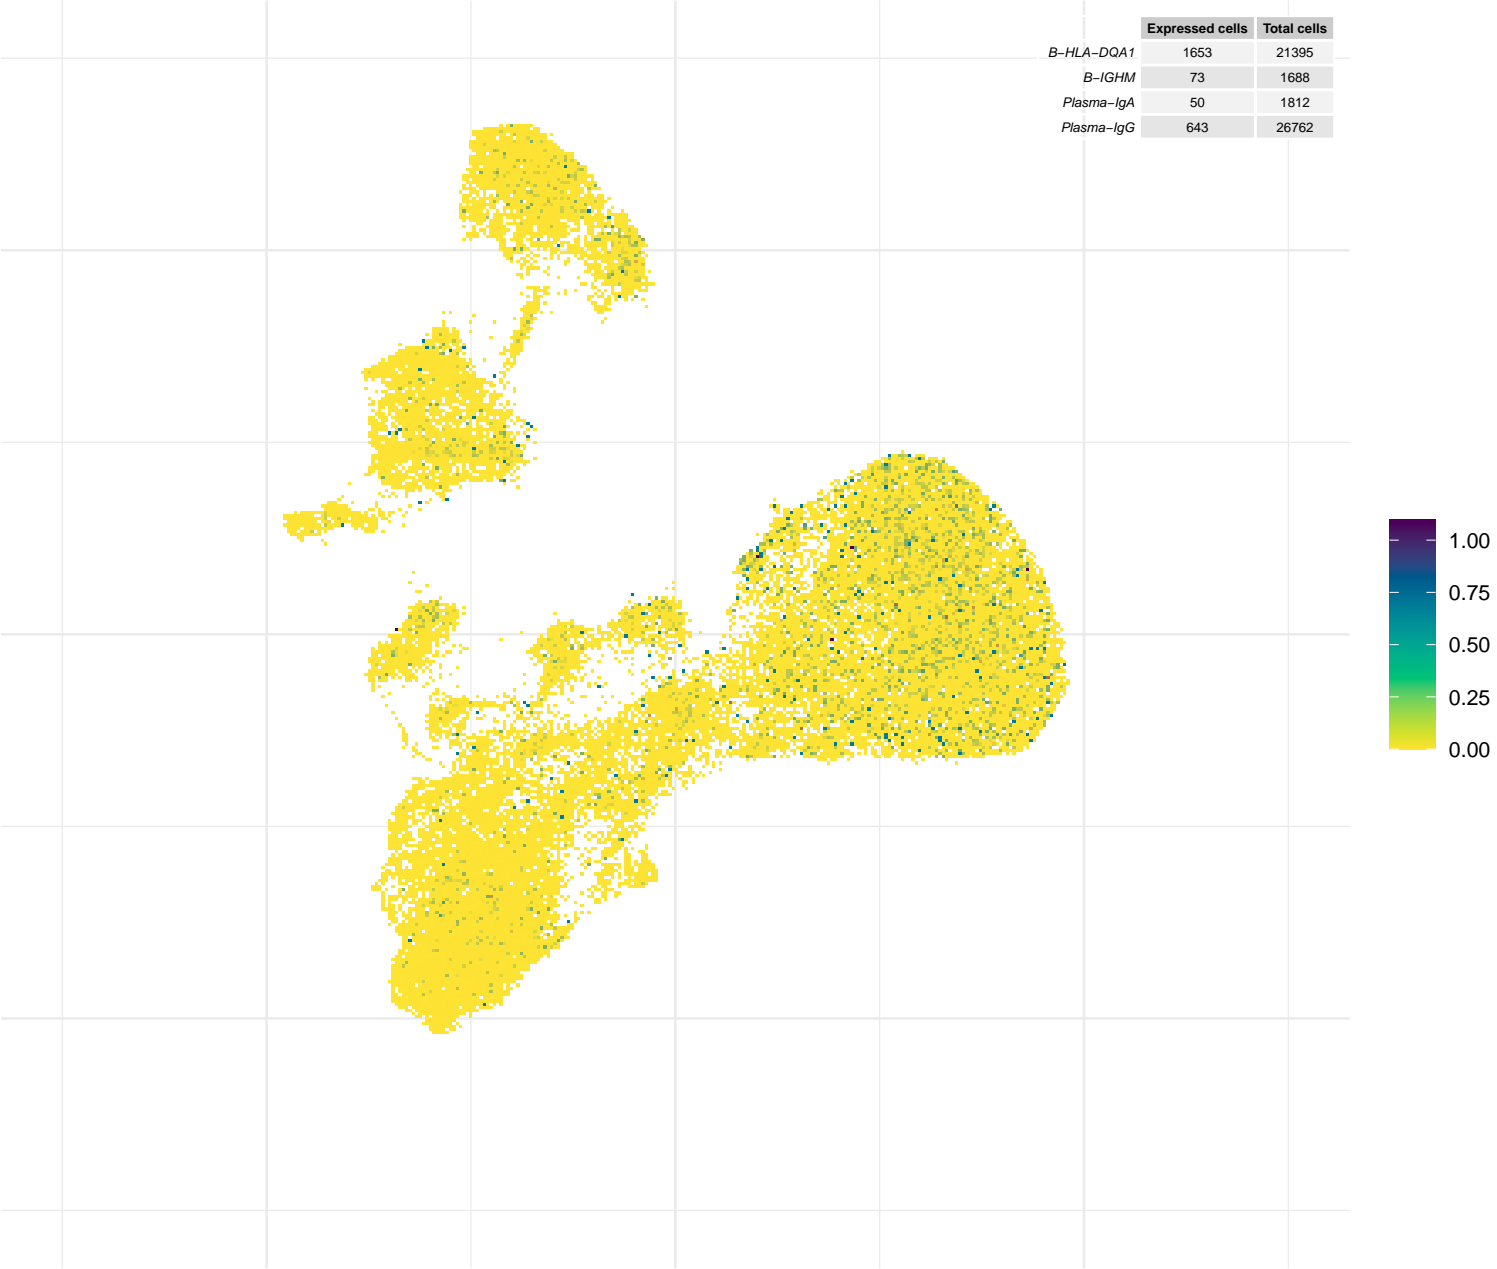 Expressed cells Total cells
B−HLA−DQA1 1653 21395
B−IGHM 73 1688
Plasma−IgA 50 1812
Plasma−IgG 643 26762
1.00
0.75
0.50
0.25
0.00